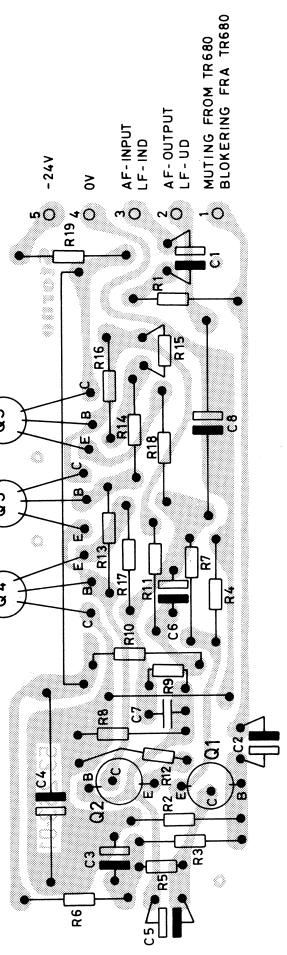 -24V
5
0V
4
AF-INPUT
LF-IND
3
AF-OUTPUT
LF-UD
2
MUTING FROM TR680
BLOKERING FRA TR680
1
R19
C1
R1
R16
R15
R14
R18
C8
C
B
E
C
B
E
E
B
C
Q4
R13
R17
R11
R7
C6
R4
R10
R9
C7
R8
C4
R12
Q1
C2
Q2
B
C
E
E
C
B
R2
R3
C3
R5
C5
R6